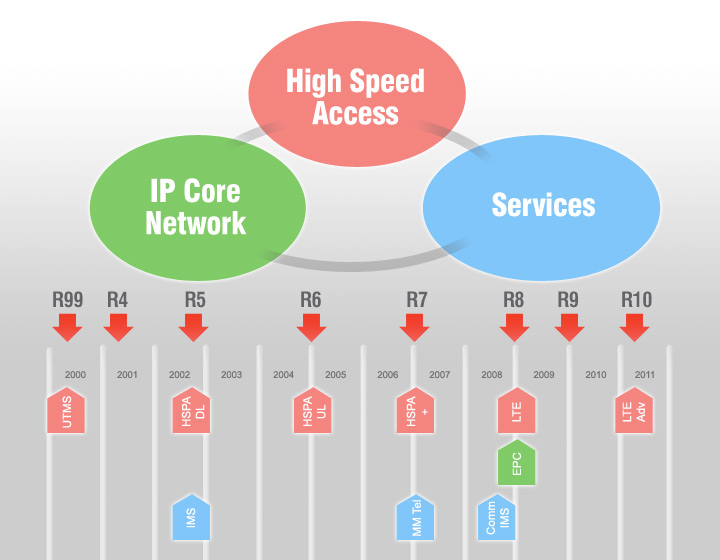 High Speed
Access
IP Core
Network
Services
R99 R4 R5 R6 R7 R8 R9 R10
2000 2001 2002 2003 2004 2005 2006 2007 2008 2009 2010 2011
UTMS
HSPA
DL
HSPA
UL
HSPA
+
LTE
LTE
Adv
EPC
IMS
MM Tel
Comm
IMS